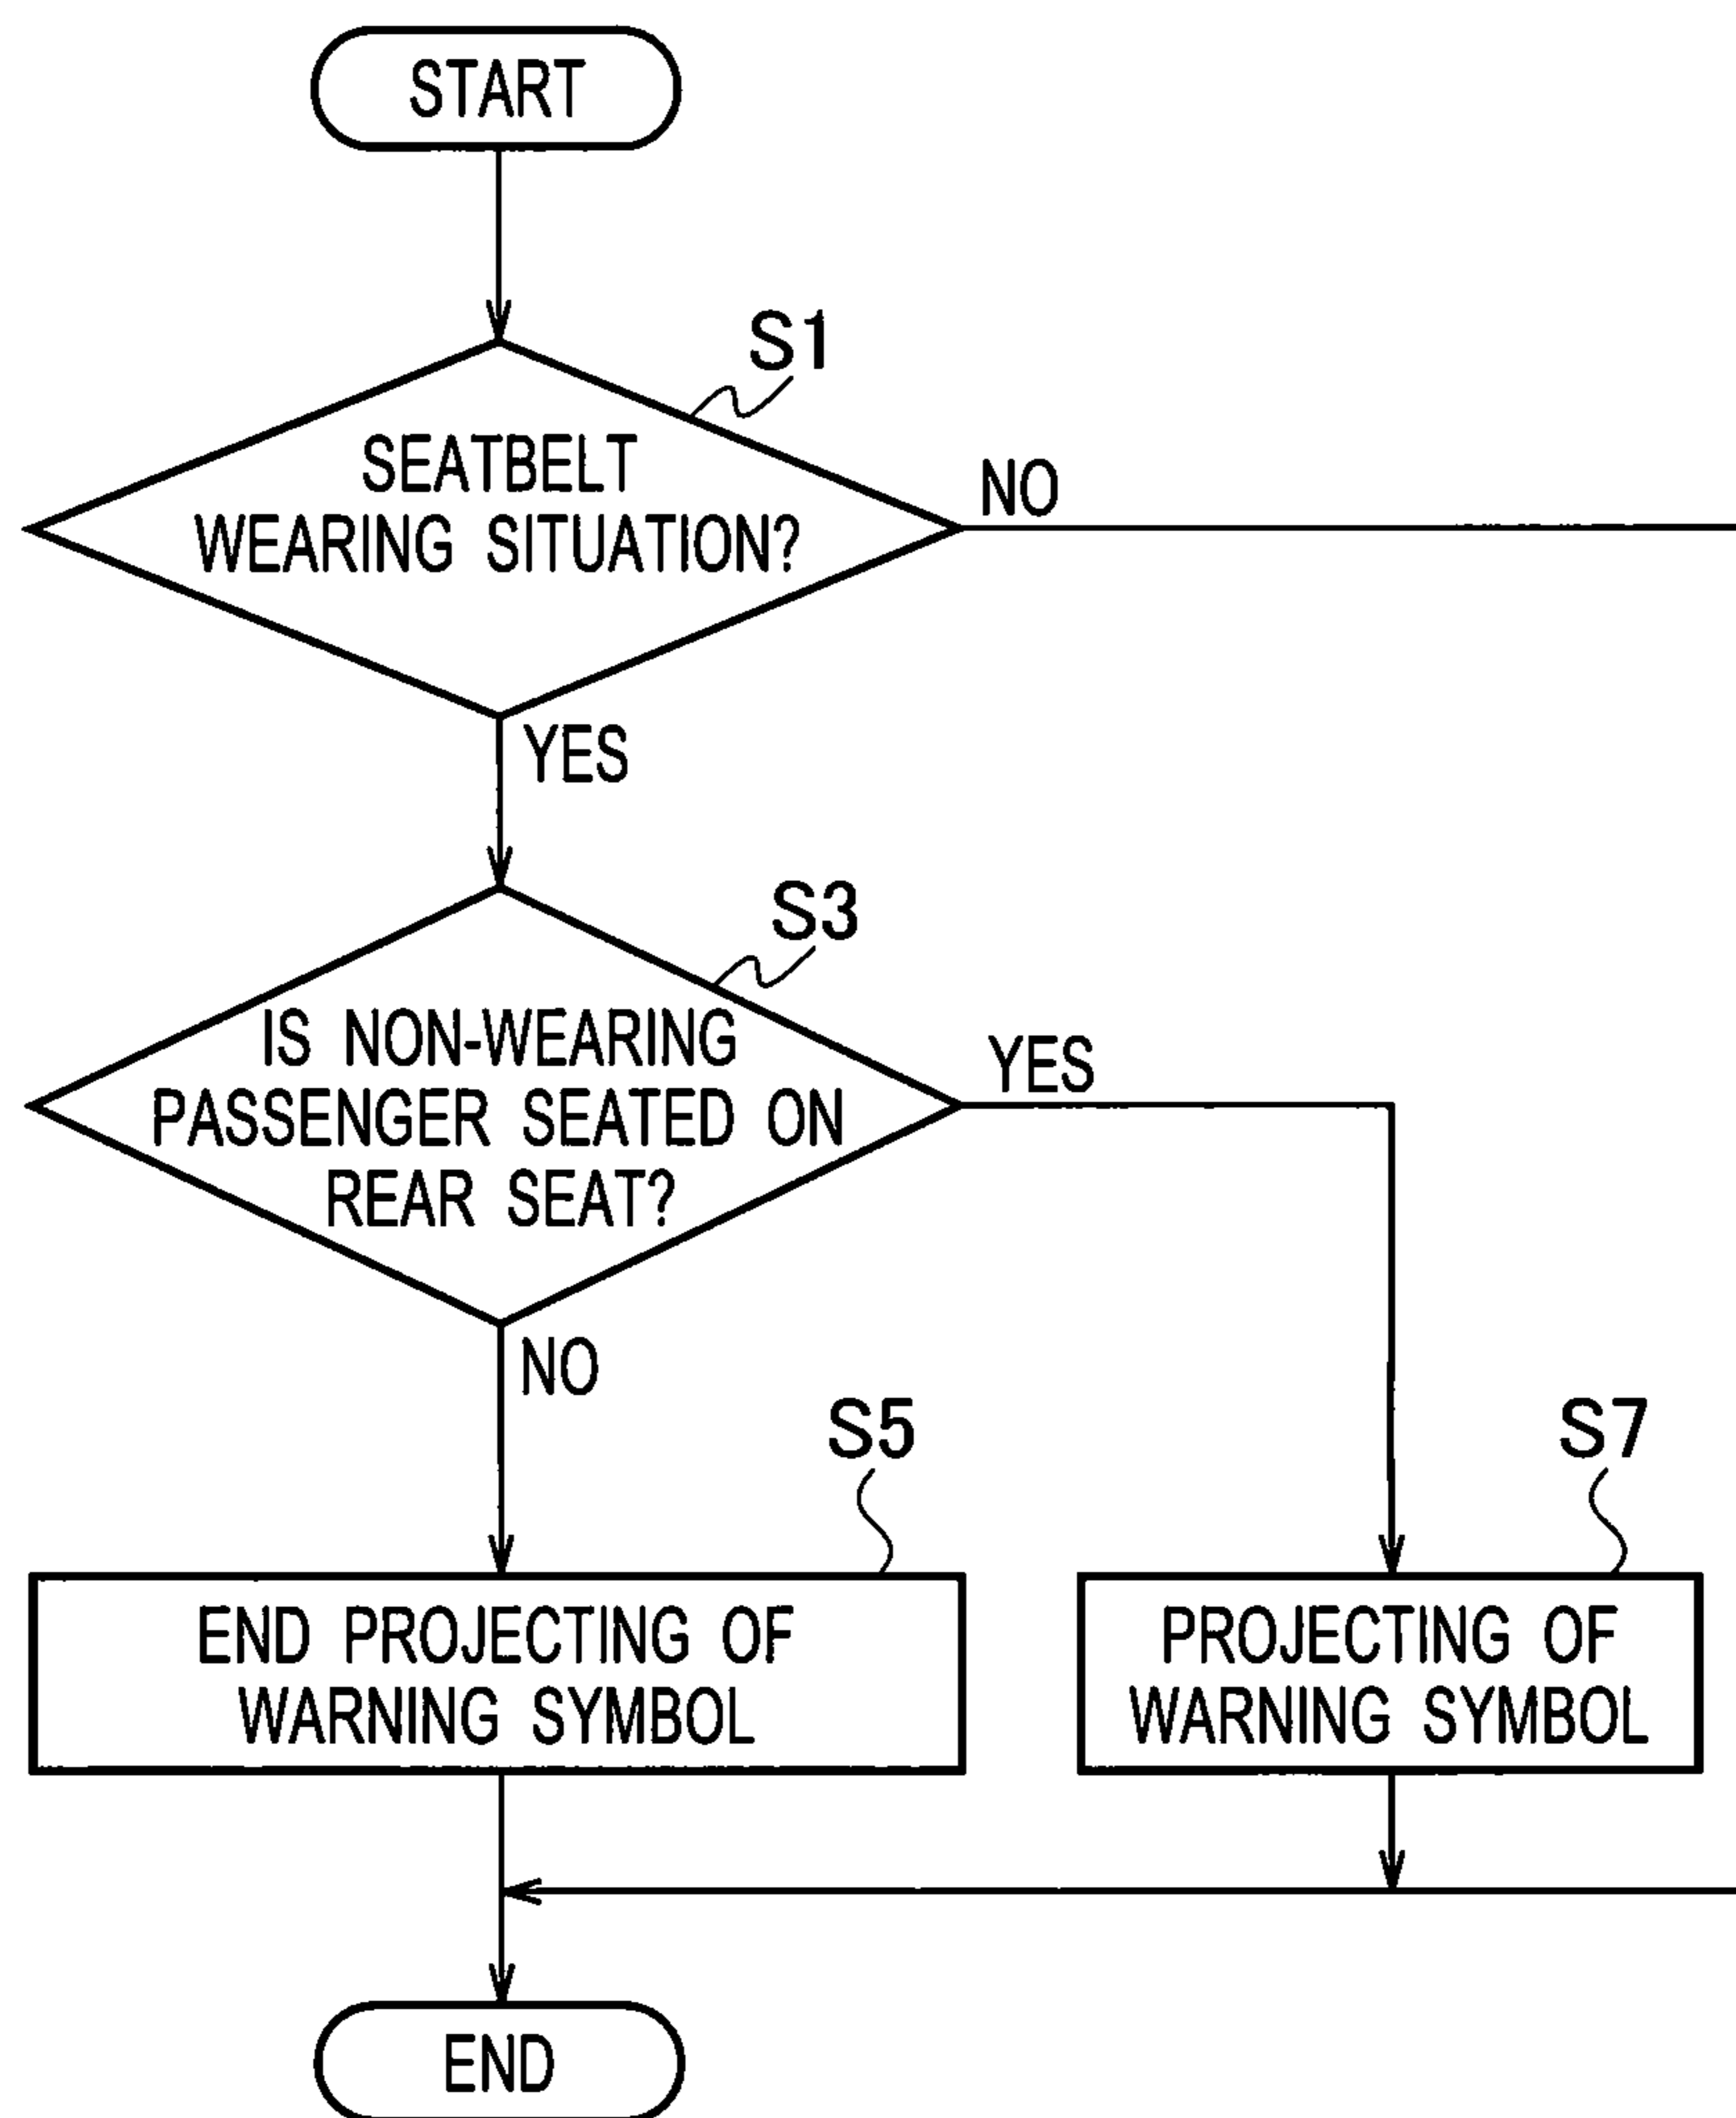 START
S1
SEATBELT
WEARING SITUATION?
NO
YES
S3
IS NON-WEARING
PASSENGER SEATED ON
REAR SEAT?
YES
NO
S5
S7
END PROJECTING OF
WARNING SYMBOL
PROJECTING OF
WARNING SYMBOL
END